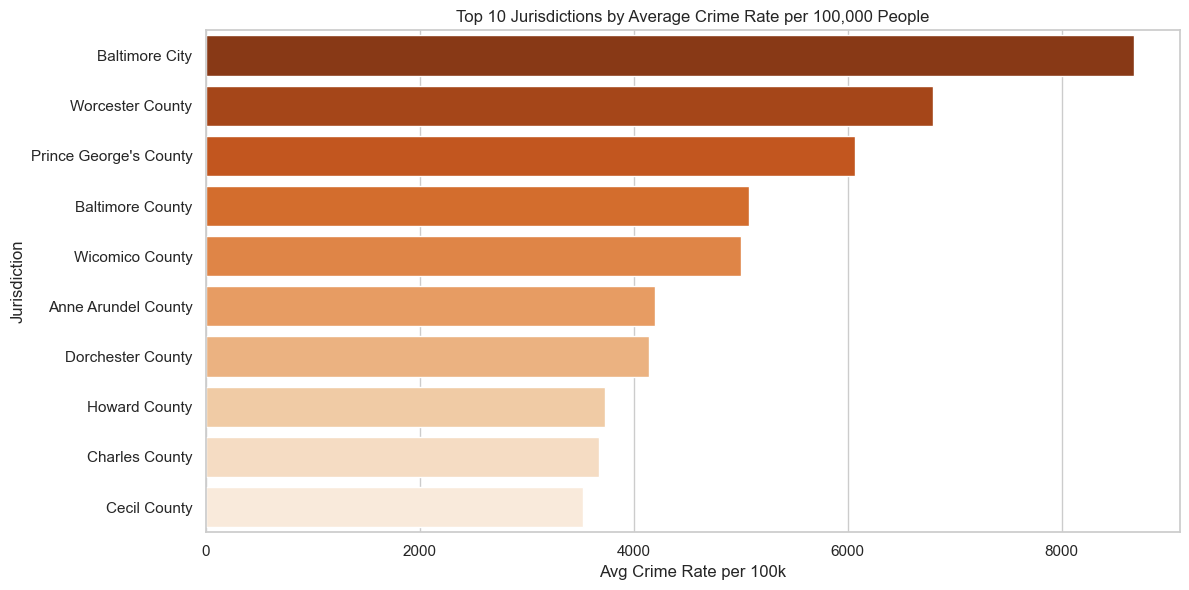 Top 10 Jurisdictions by Average Crime Rate per 100,000 People
Jurisdiction
Baltimore City
Worcester County
Prince George's County
Baltimore County
Wicomico County
Anne Arundel County
Dorchester County
Howard County
Charles County
Cecil County
0 2000 4000 6000 8000
Avg Crime Rate per 100k